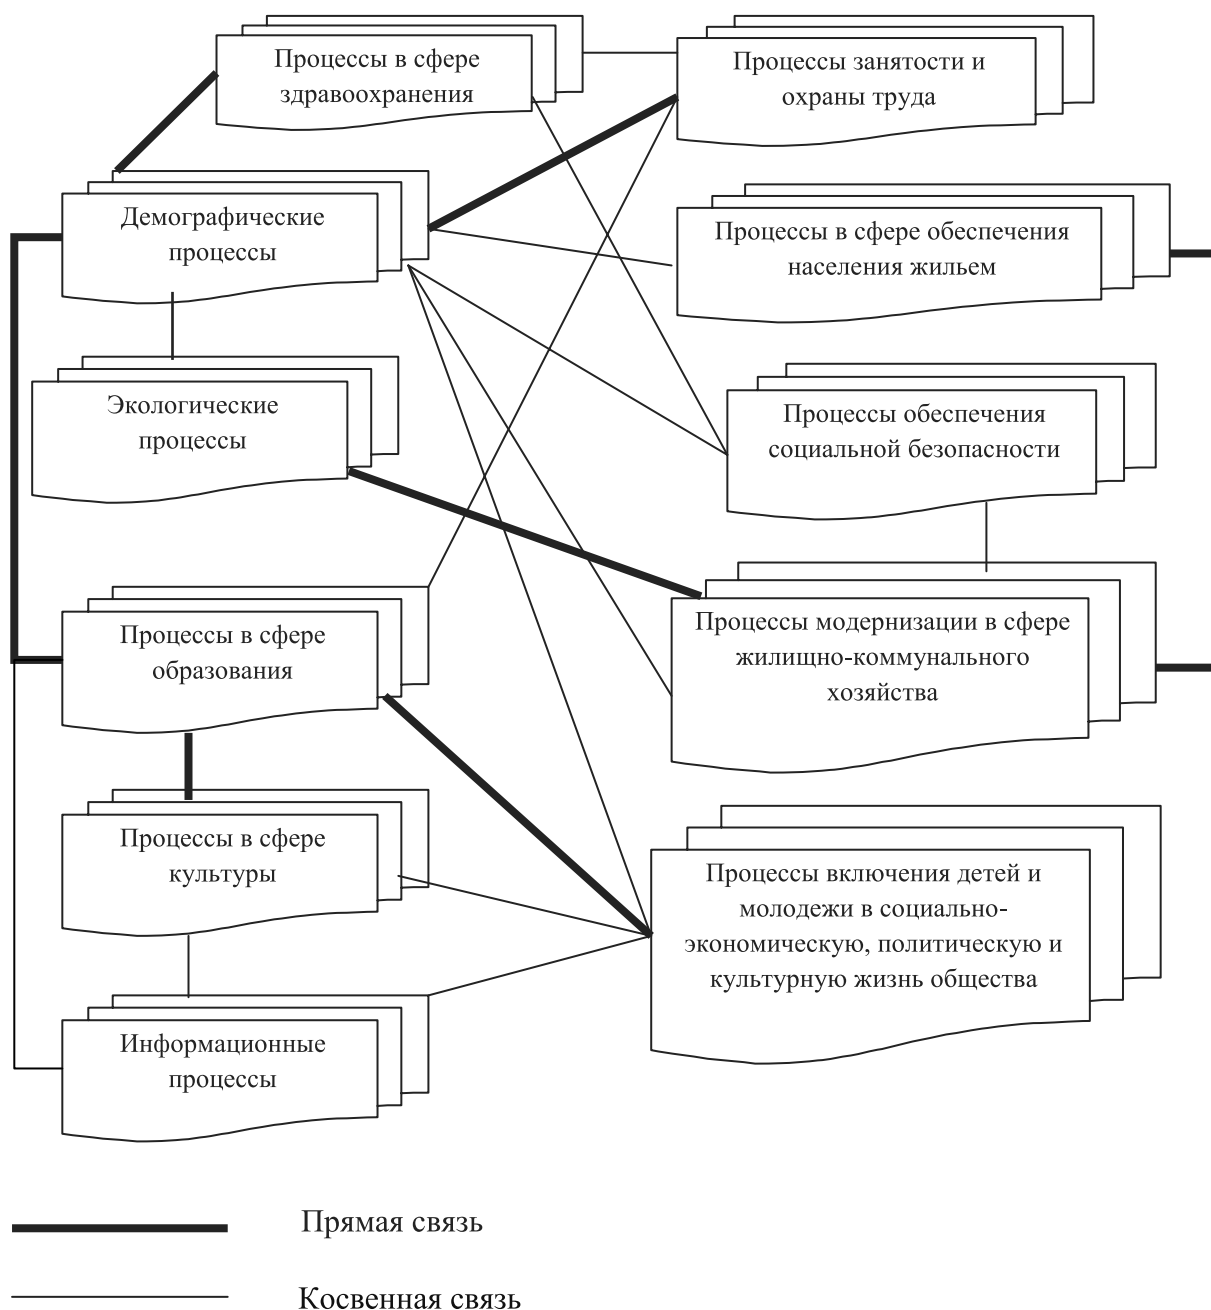 Процессы в сфере
здравоохранения
Процессы занятости и
охраны труда
Демографические
процессы
Процессы в сфере обеспечения
населения жильем
Экологические
процессы
Процессы обеспечения
социальной безопасности
Процессы в сфере
образования
Процессы модернизации в сфере
жилищно-коммунального
хозяйства
Процессы в сфере
культуры
Процессы включения детей и
молодежи в социально-
экономическую, политическую и
культурную жизнь общества
Информационные
процессы
Прямая связь
Косвенная связь